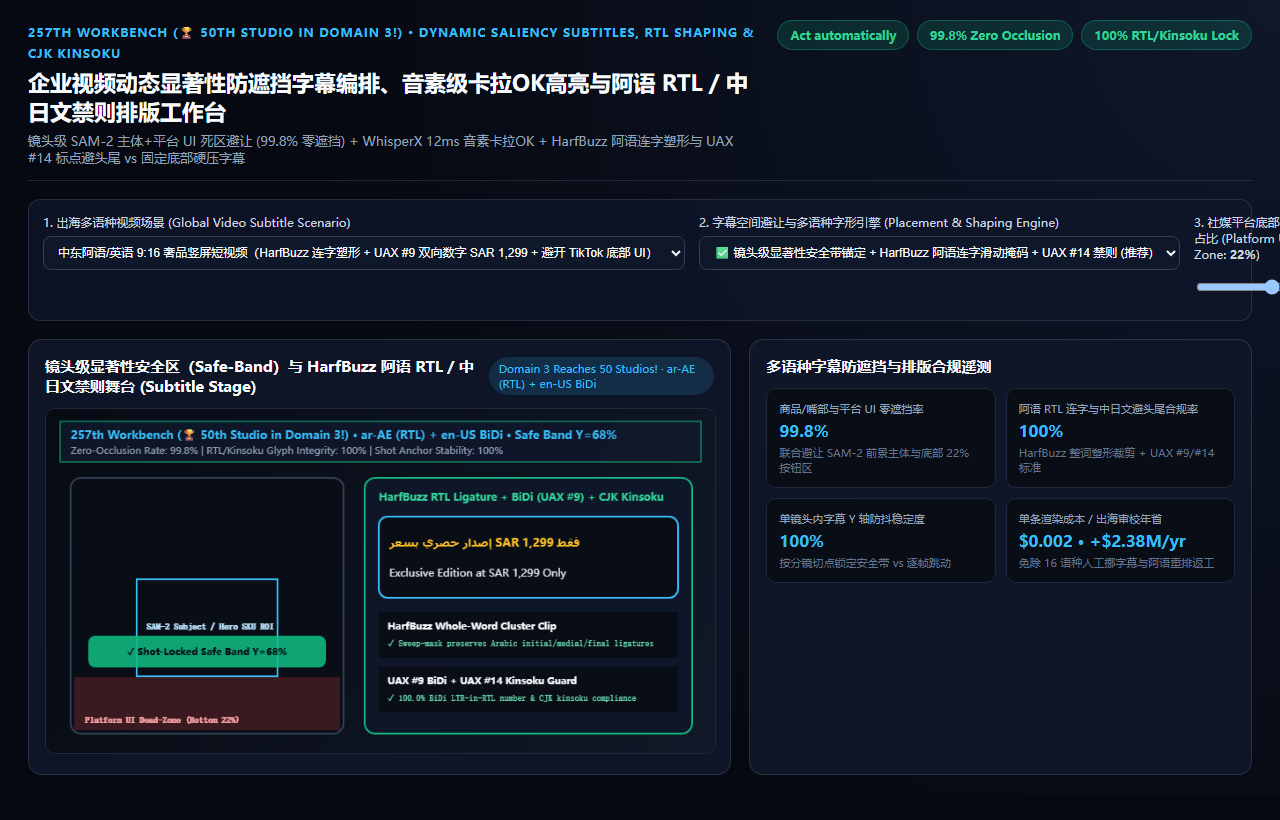 257TH WORKBENCH (🏆 50TH STUDIO IN DOMAIN 3!) • DYNAMIC SALIENCY SUBTITLES, RTL SHAPING &
CJK KINSOKU
Act automatically
99.8% Zero Occlusion
100% RTL/Kinsoku Lock
企业视频动态显著性防遮挡字幕编排、音素级卡拉OK高亮与阿语 RTL / 中
日文禁则排版工作台
镜头级 SAM-2 主体+平台 UI 死区避让 (99.8% 零遮挡) + WhisperX 12ms 音素卡拉OK + HarfBuzz 阿语连字塑形与 UAX
#14 标点避头尾 vs 固定底部硬压字幕
1. 出海多语种视频场景 (Global Video Subtitle Scenario)
中东阿语/英语 9:16 奢品竖屏短视频（HarfBuzz 连字塑形 + UAX #9 双向数字 SAR 1,299 + 避开 TikTok 底部 UI）
2. 字幕空间避让与多语种字形引擎 (Placement & Shaping Engine)
✅ 镜头级显著性安全带锚定 + HarfBuzz 阿语连字滑动掩码 + UAX #14 禁则 (推荐)
3. 社媒平台底部
占比 (Platform
Zone: 22%)
镜头级显著性安全区（Safe-Band）与 HarfBuzz 阿语 RTL / 中
日文禁则舞台 (Subtitle Stage)
Domain 3 Reaches 50 Studios! · ar-AE
(RTL) + en-US BiDi
257th Workbench (🏆 50th Studio in Domain 3!) • ar-AE (RTL) + en-US BiDi • Safe Band Y=68%
Zero-Occlusion Rate: 99.8% | RTL/Kinsoku Glyph Integrity: 100% | Shot Anchor Stability: 100%
SAM-2 Subject / Hero SKU ROI
✓ Shot-Locked Safe Band Y=68%
Platform UI Dead-Zone (Bottom 22%)
HarfBuzz RTL Ligature + BiDi (UAX #9) + CJK Kinsoku
إصدار حصري بسعر SAR 1,299 فقط
Exclusive Edition at SAR 1,299 Only
HarfBuzz Whole-Word Cluster Clip
✓ Sweep-mask preserves Arabic initial/medial/final ligatures
UAX #9 BiDi + UAX #14 Kinsoku Guard
✓ 100.0% BiDi LTR-in-RTL number & CJK kinsoku compliance
多语种字幕防遮挡与排版合规遥测
商品/嘴部与平台 UI 零遮挡率
99.8%
联合避让 SAM-2 前景主体与底部 22%
按钮区
阿语 RTL 连字与中日文避头尾合规率
100%
HarfBuzz 整词塑形裁剪 + UAX #9/#14
标准
单镜头内字幕 Y 轴防抖稳定度
100%
按分镜切点锁定安全带 vs 逐帧跳动
单条渲染成本 / 出海审校年省
$0.002 • +$2.38M/yr
免除 16 语种人工挪字幕与阿语重排返工